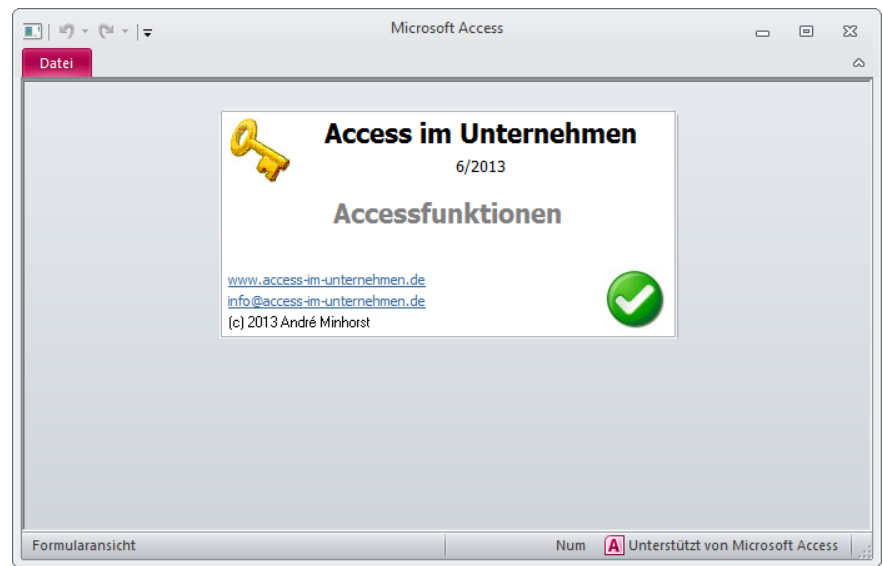 Microsoft Access
Datei
Access im Unternehmen
6/2013
Accessfunktionen
www.access-im-unternehmen.de
info@access-im-unternehmen.de
(c) 2013 André Minhorst
Formularansicht
Num
A Unterstützt von Microsoft Access